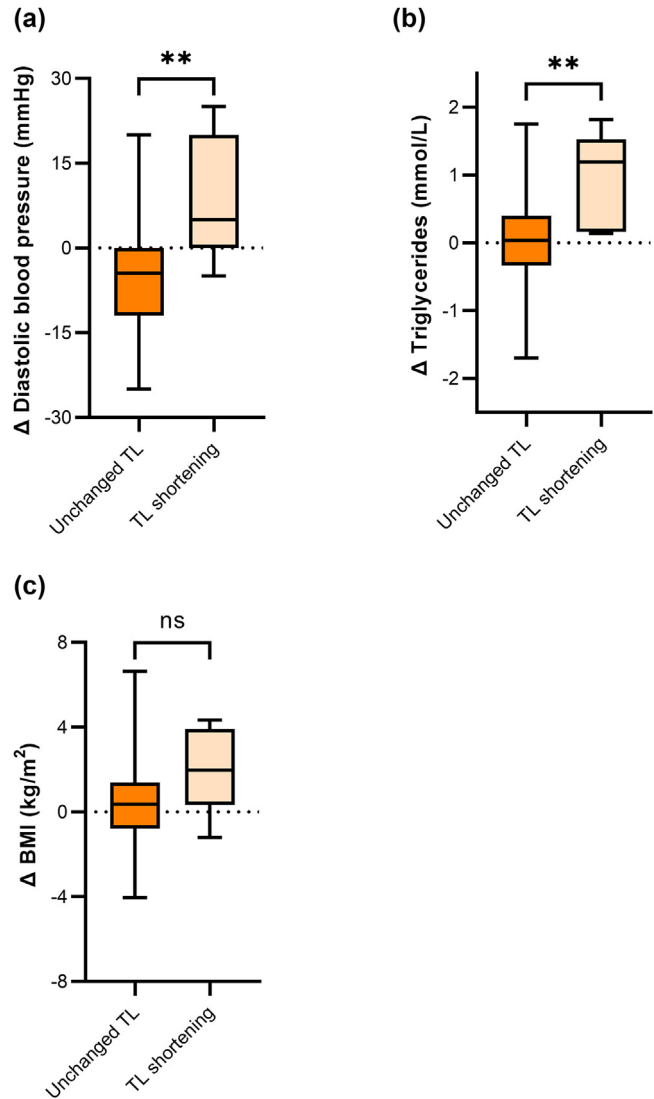 (a)
**
Δ Diastolic blood pressure (mmHg)
30
15
0
-15
-30
Unchanged TL
TL shortening
(b)
**
Δ Triglycerides (mmol/L)
2
1
0
-1
-2
Unchanged TL
TL shortening
(c)
ns
Δ BMI (kg/m²)
8
4
0
-4
-8
Unchanged TL
TL shortening